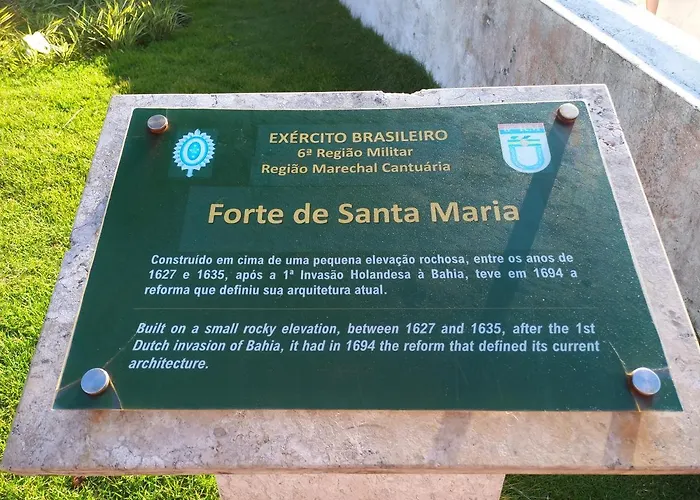 EXÉRCITO BRASILEIRO
6ª Região Militar
Região Marechal Cantuária
Forte de Santa Maria
Construído em cima de uma pequena elevação rochosa, entre os anos de
1627 e 1635, após a 1ª Invasão Holandesa à Bahia, teve em 1694 a
reforma que definiu sua arquitetura atual.
Built on a small rocky elevation, between 1627 and 1635, after the 1st
Dutch invasion of Bahia, it had in 1694 the reform that defined its current
architecture.